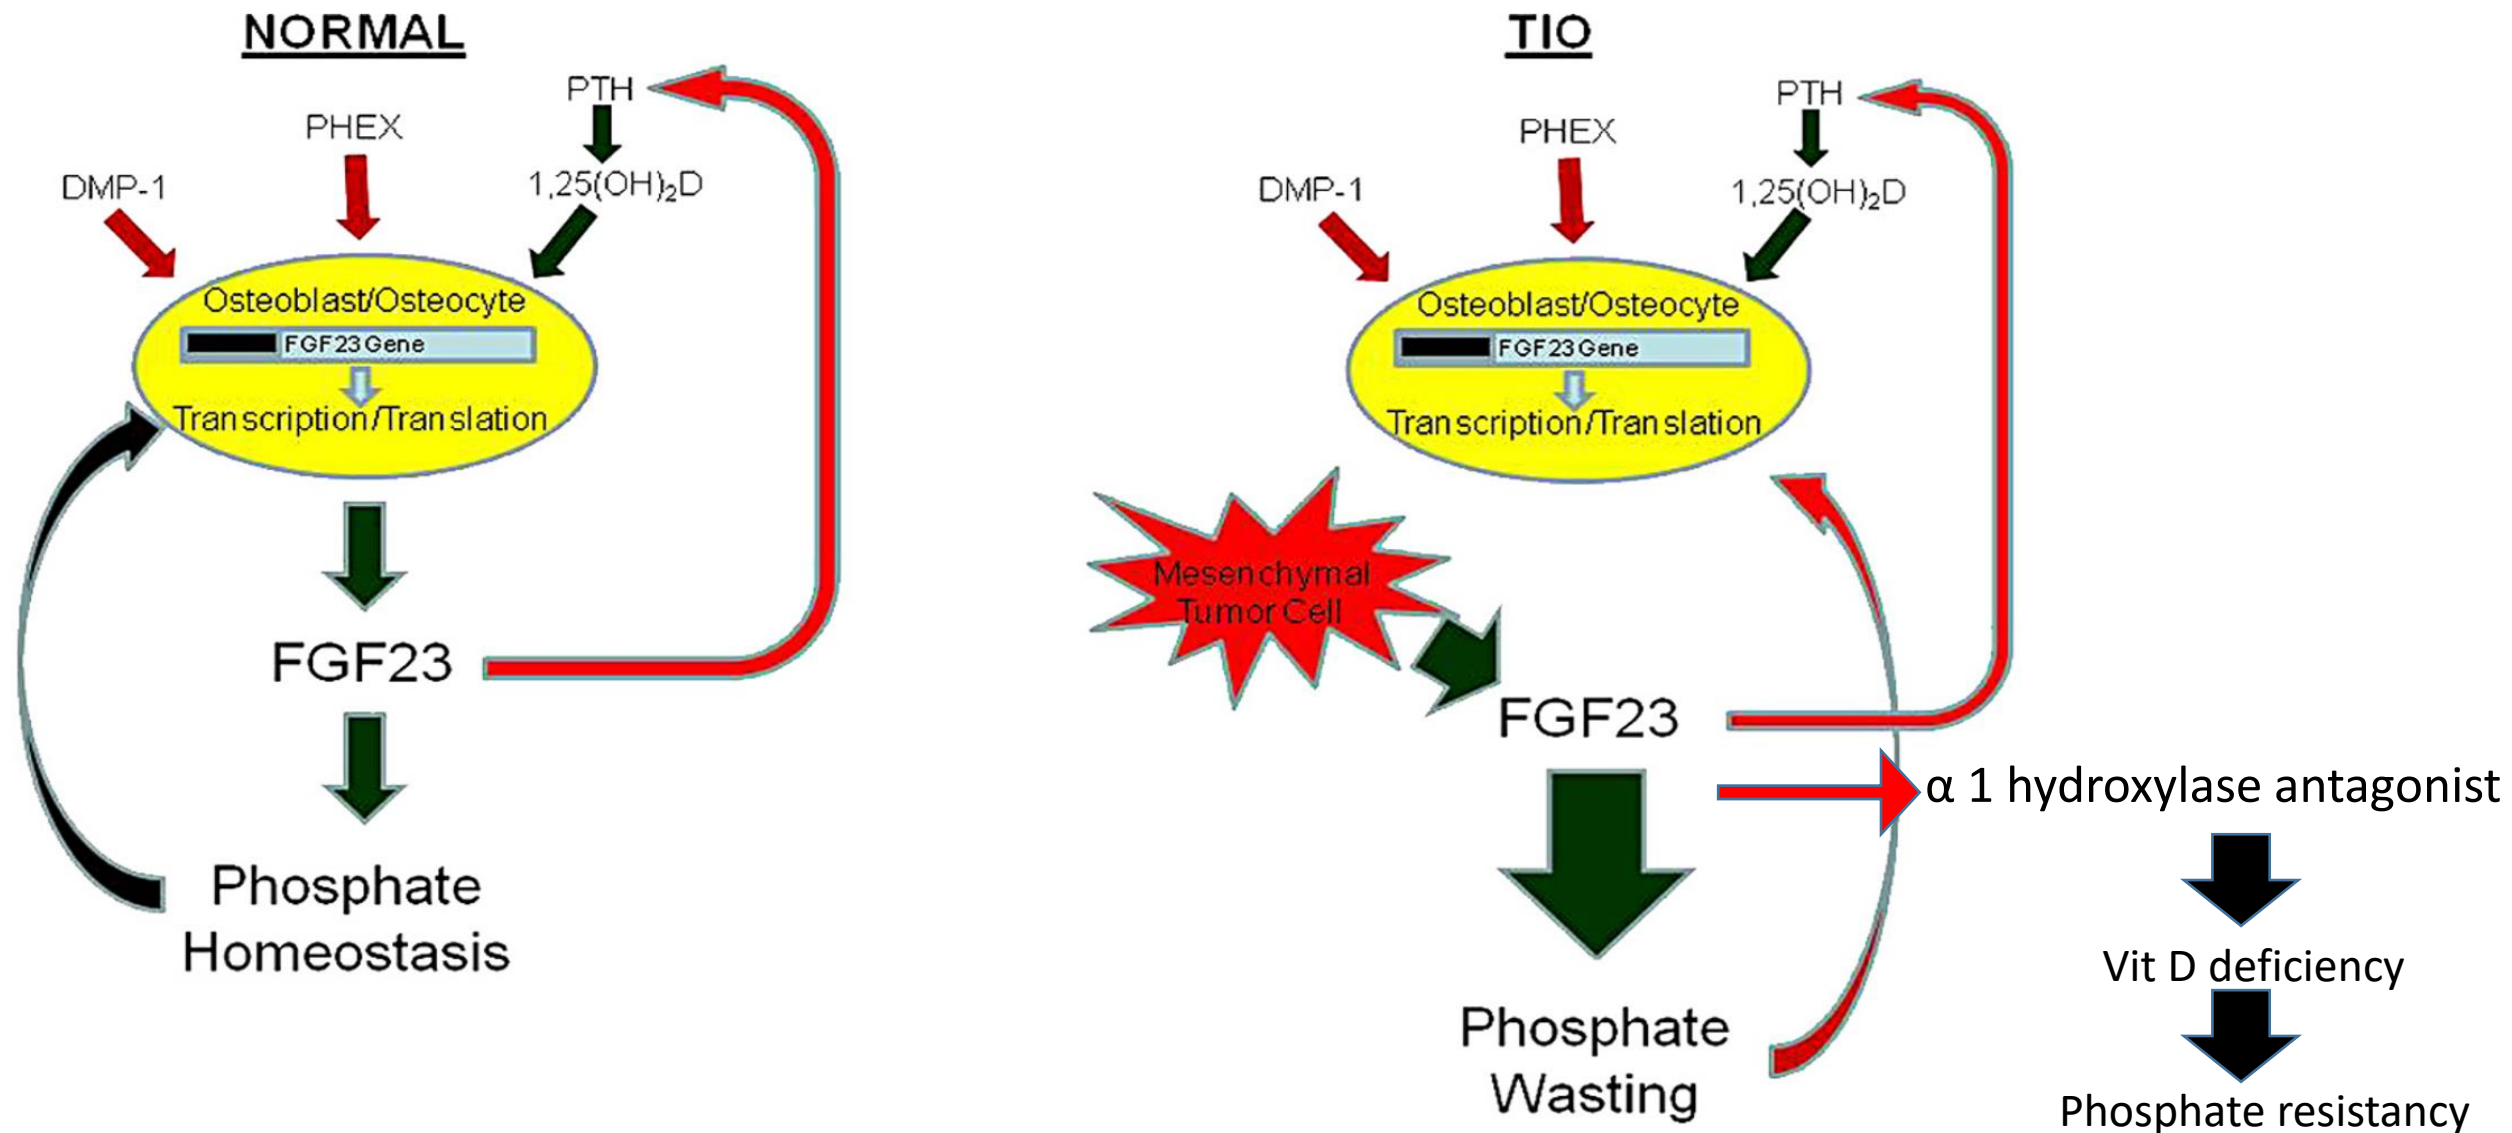 NORMAL
PTH
PHEX
DMP-1
1,25(OH)₂D
Osteoblast/Osteocyte
FGF23 Gene
Transcription/Translation
FGF23
Phosphate
Homeostasis
TIO
PTH
PHEX
DMP-1
1,25(OH)₂D
Osteoblast/Osteocyte
FGF23 Gene
Transcription/Translation
Mesenchymal
Tumor Cell
FGF23
α 1 hydroxylase antagonist
Vit D deficiency
Phosphate
Wasting
Phosphate resistancy